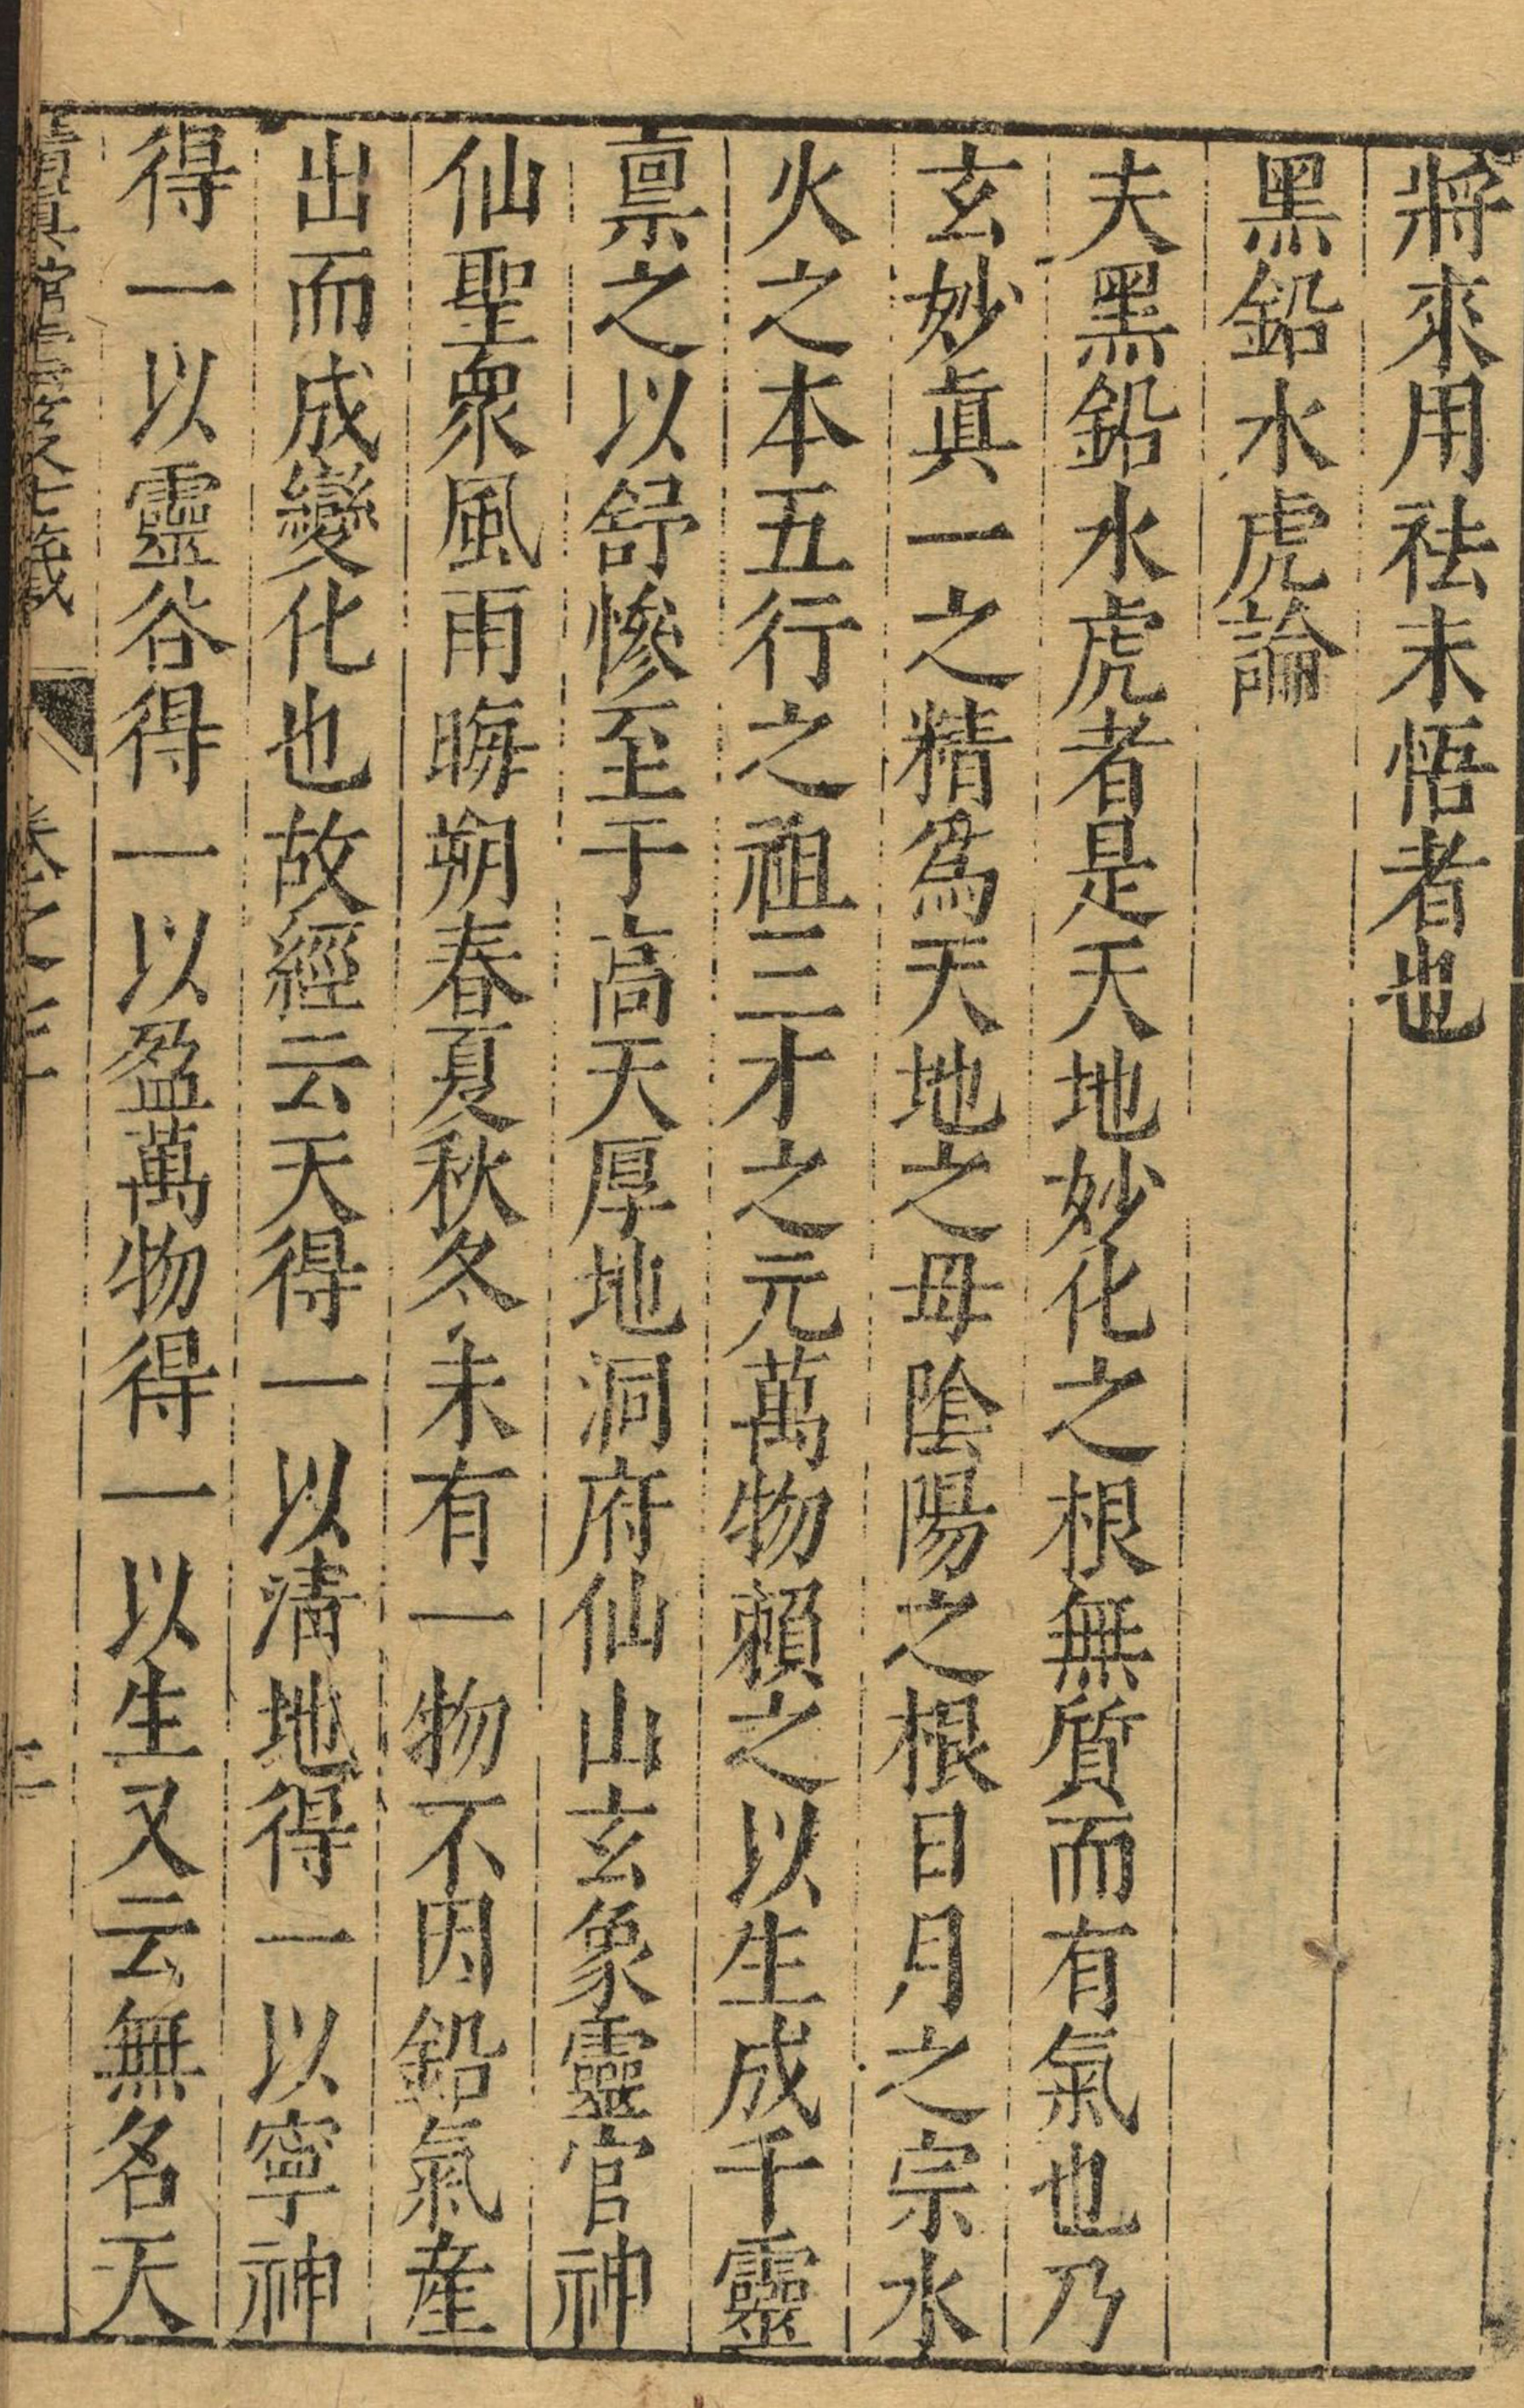 將來用祛未悟者也
黑鉛水虎論
夫黑鉛水虎者是天地妙化之根無質而有氣也乃
玄妙眞一之精爲天地之母陰陽之根日月之宗水
火之本五行之祖三才之元萬物賴之以生成千靈
禀之以舒慘至于高天厚地洞府仙山玄象靈官神
仙聖衆風雨晦朔春夏秋冬未有一物不因鉛氣產
出而成變化也故經云天得一以清地得一以寧神
得一以靈谷得一以盈萬物得一以生又云無名天
七籤 卷之